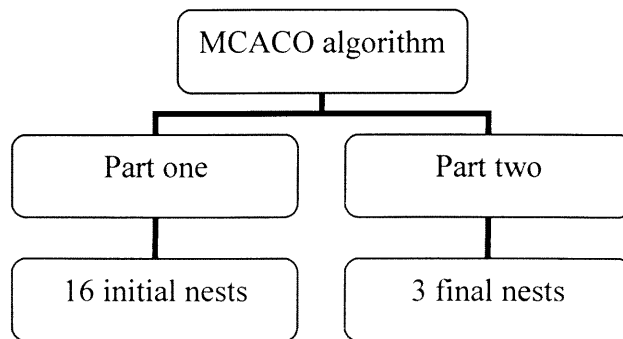 MCACO algorithm
Part one
Part two
16 initial nests
3 final nests